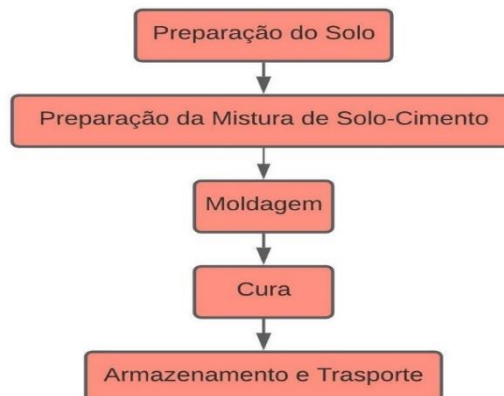 Preparação do Solo
Preparação da Mistura de Solo-Cimento
Moldagem
Cura
Armazenamento e Trasporte